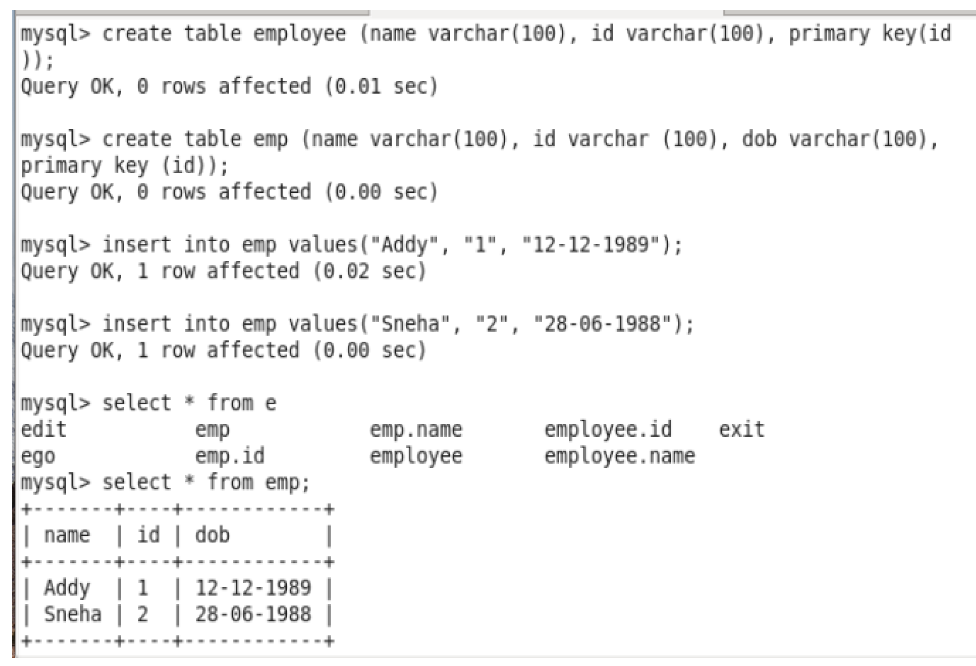 mysql> create table employee (name varchar(100), id varchar(100), primary key(id
));
Query OK, 0 rows affected (0.01 sec)
mysql> create table emp (name varchar(100), id varchar (100), dob varchar(100),
primary key (id));
Query OK, 0 rows affected (0.00 sec)
mysql> insert into emp values("Addy", "1", "12-12-1989");
Query OK, 1 row affected (0.02 sec)
mysql> insert into emp values("Sneha", "2", "28-06-1988");
Query OK, 1 row affected (0.00 sec)
mysql> select * from e
edit emp emp.name employee.id exit
ego emp.id employee employee.name
mysql> select * from emp;
+-------+----+------------+
| name  | id | dob        |
+-------+----+------------+
| Addy  | 1  | 12-12-1989 |
| Sneha | 2  | 28-06-1988 |
+-------+----+------------+